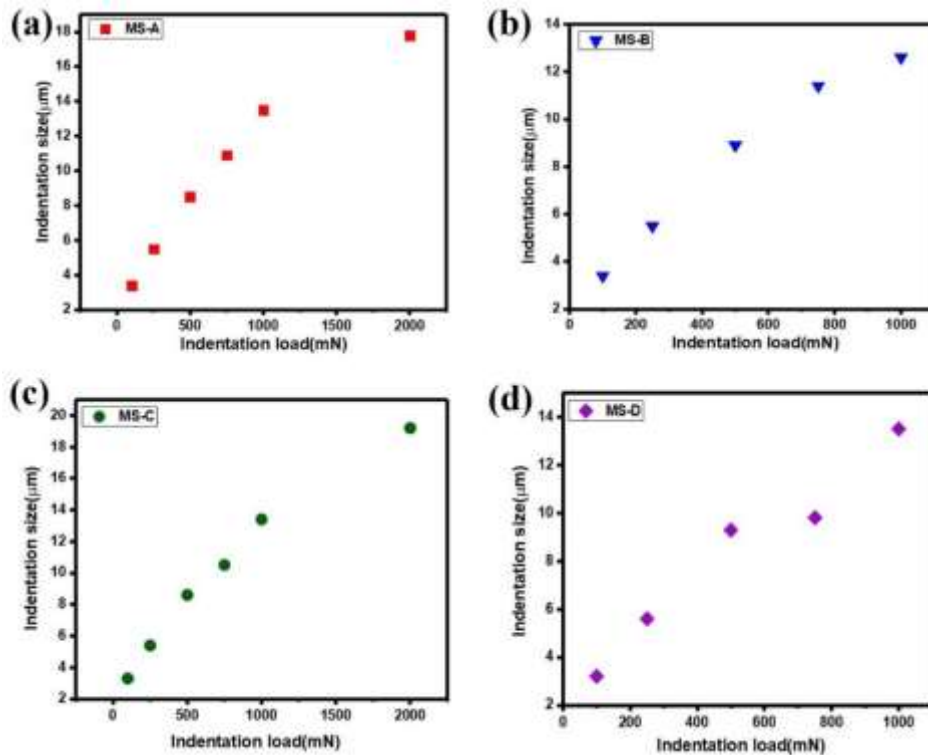 (a)
MS-A
18
16
14
12
10
8
6
4
2
0 500 1000 1500 2000
Indentation size(μm)
Indentation load(mN)
(b)
MS-B
14
12
10
8
6
4
2
0 200 400 600 800 1000
Indentation size(μm)
Indentation load(mN)
(c)
MS-C
20
18
16
14
12
10
8
6
4
2
0 500 1000 1500 2000
Indentation size(μm)
Indentation load(mN)
(d)
MS-D
14
12
10
8
6
4
2
0 200 400 600 800 1000
Indentation size(μm)
Indentation load(mN)